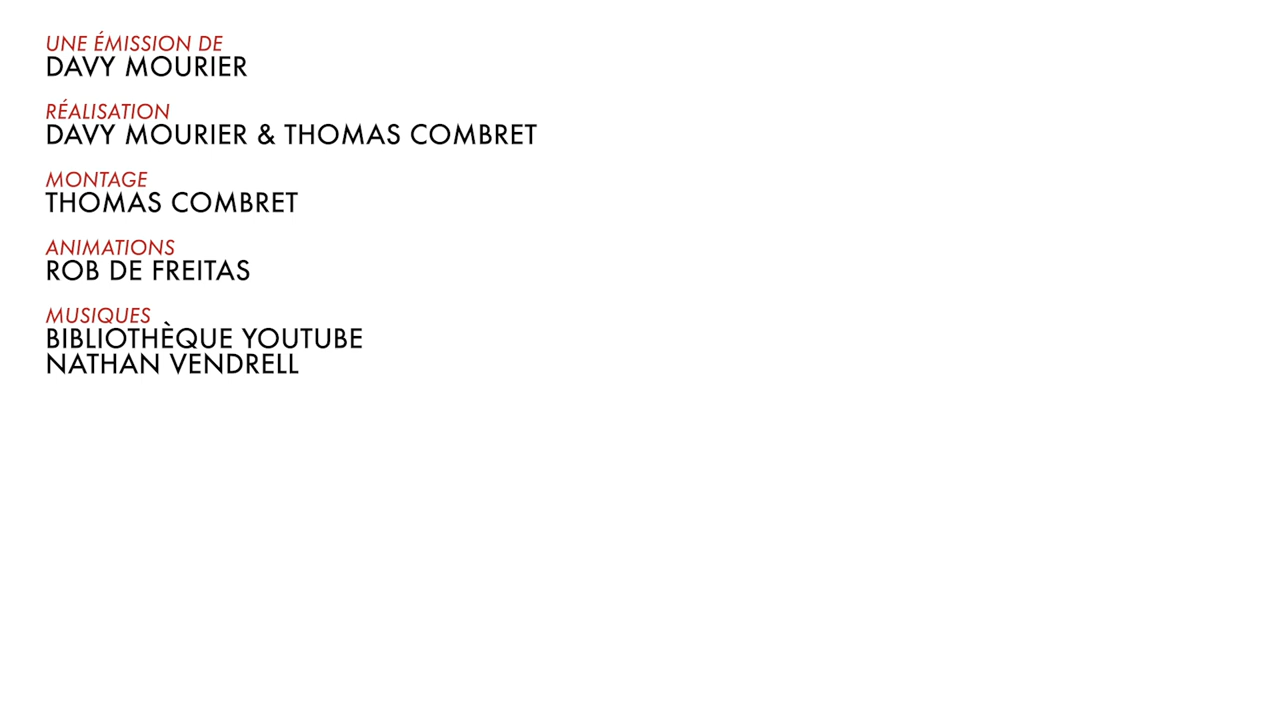 UNE ÉMISSION DE
DAVY MOURIER
RÉALISATION
DAVY MOURIER & THOMAS COMBRET
MONTAGE
THOMAS COMBRET
ANIMATIONS
ROB DE FREITAS
MUSIQUES
BIBLIOTHÈQUE YOUTUBE
NATHAN VENDRELL